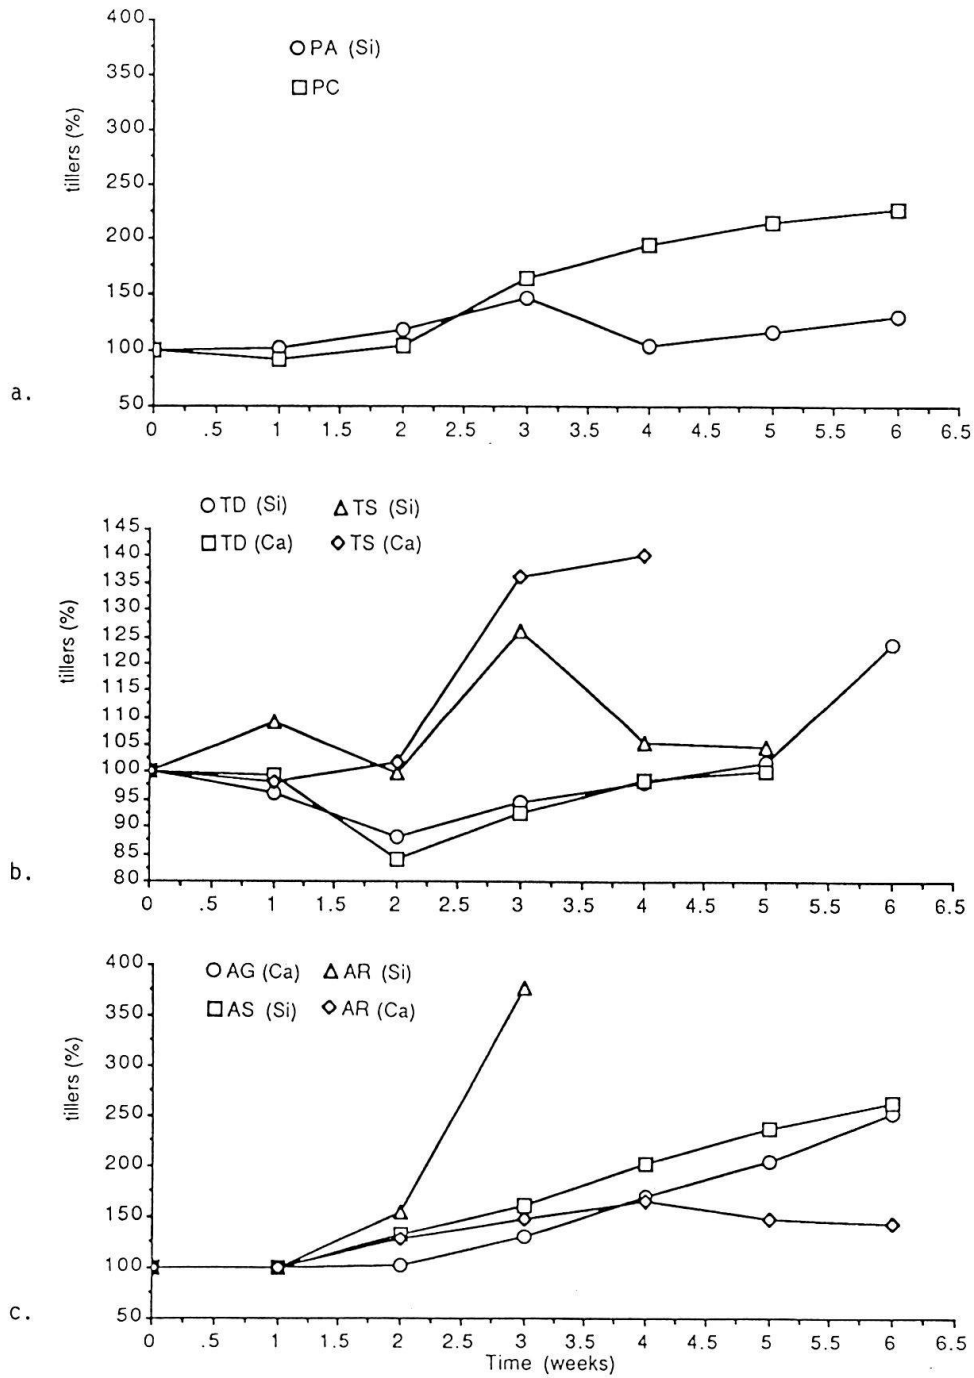 400
350
300
250
200
150
100
50
tillers (%)
PA (Si)
PC
a.
0 .5 1 1.5 2 2.5 3 3.5 4 4.5 5 5.5 6 6.5
TD (Si) TS (Si)
TD (Ca) TS (Ca)
145
140
135
130
125
120
115
110
105
100
95
90
85
80
tillers (%)
b.
0 .5 1 1.5 2 2.5 3 3.5 4 4.5 5 5.5 6 6.5
AG (Ca) AR (Si)
AS (Si) AR (Ca)
400
350
300
250
200
150
100
50
tillers (%)
c.
0 .5 1 1.5 2 2.5 3 3.5 4 4.5 5 5.5 6 6.5
Time (weeks)